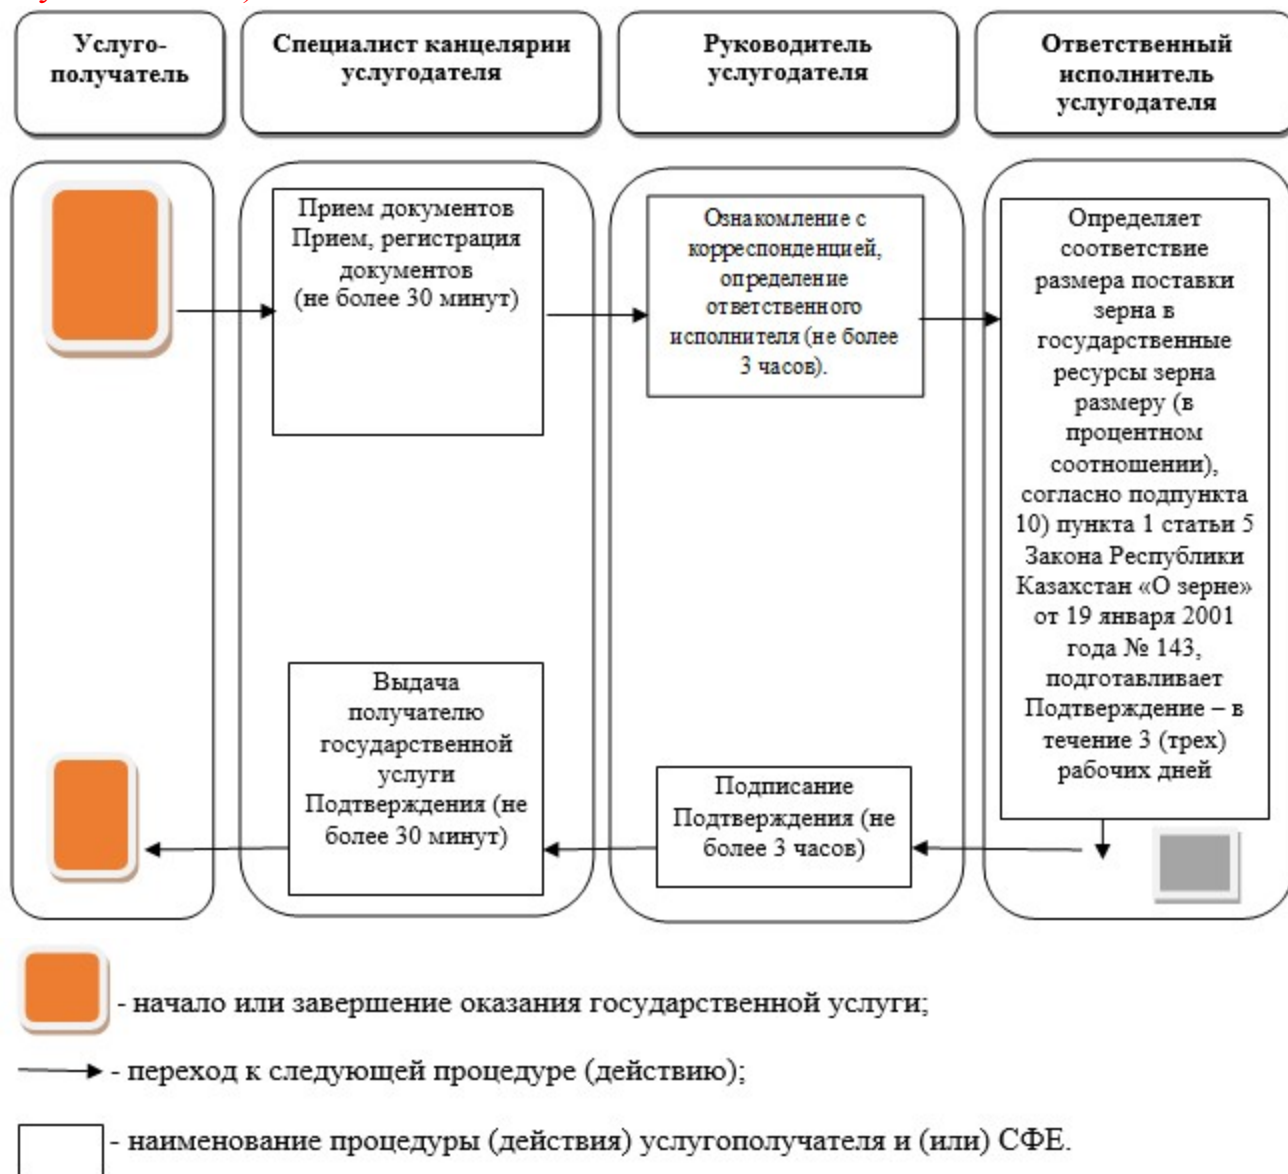 Услуго-
получатель
Специалист канцелярии
услугодателя
Руководитель
услугодателя
Ответственный
исполнитель
услугодателя
Прием документов
Прием, регистрация
документов
(не более 30 минут)
Ознакомление с
корреспонденцией,
определение
ответственного
исполнителя (не более
3 часов).
Определяет
соответствие
размера поставки
зерна в
государственные
ресурсы зерна
размеру (в
процентном
соотношении),
согласно подпункта
10) пункта 1 статьи 5
Закона Республики
Казахстан «О зерне»
от 19 января 2001
года № 143,
подготавливает
Подтверждение – в
течение 3 (трех)
рабочих дней
Выдача
получателю
государственной
услуги
Подтверждения (не
более 30 минут)
Подписание
Подтверждения (не
более 3 часов)
- начало или завершение оказания государственной услуги;
- переход к следующей процедуре (действию);
- наименование процедуры (действия) услугополучателя и (или) СФЕ.